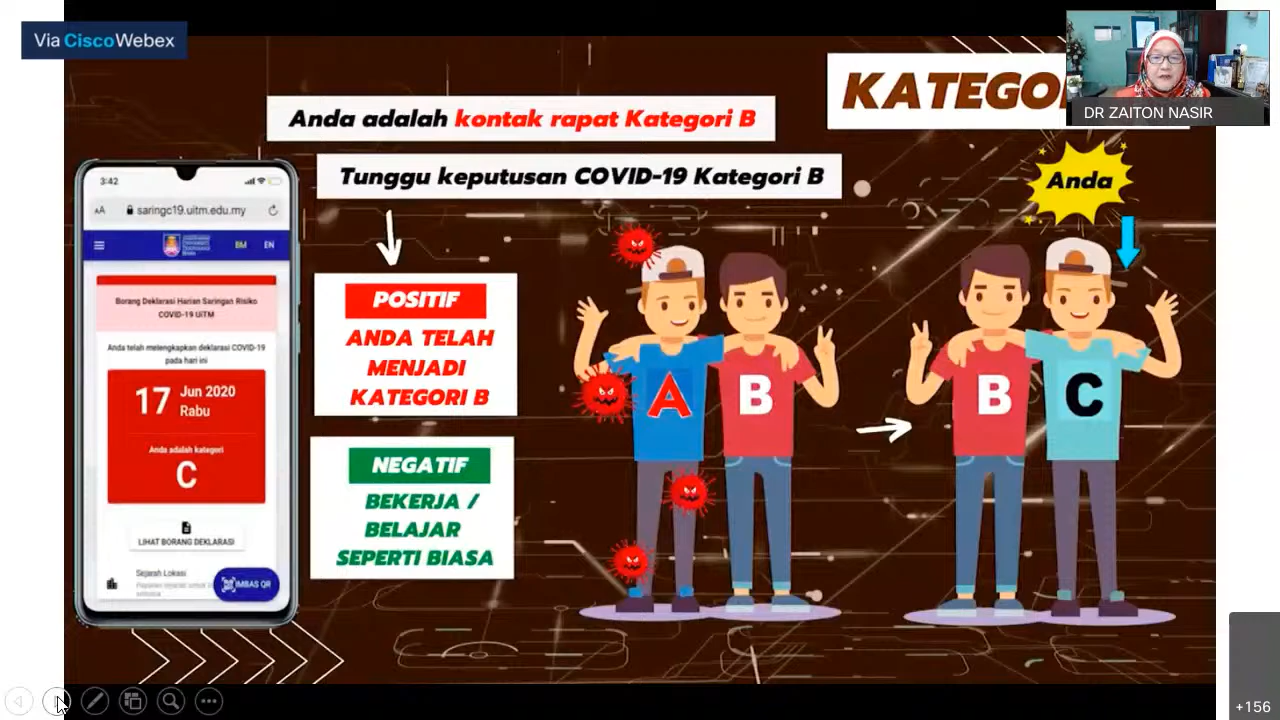 Via Cisco Webex
KATEGO
DR ZAITON NASIR
Anda adalah kontak rapat Kategori B
Tunggu keputusan COVID-19 Kategori B
Anda
3:42
AA saringc19.uitm.edu.my
BM EN
Borang Deklarasi Harian Saringan Risiko
COVID-19 UiTM
Anda telah melengkapkan deklarasi COVID-19
pada hari ini
17 Jun 2020
Rabu
Anda adalah kategori
C
LIHAT BORANG DEKLARASI
Sejarah Lokasi
IMBAS QR
POSITIF
ANDA TELAH
MENJADI
KATEGORI B
NEGATIF
BEKERJA /
BELAJAR
SEPERTI BIASA
A
B
B
C
+156